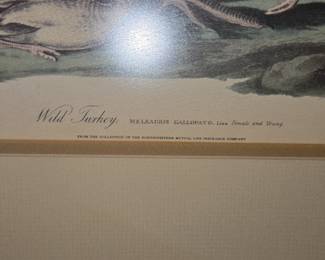 Wild Turkey, MELEAGRIS GALLOPAVO. Linn Female and Young
FROM THE COLLECTION OF THE NORTHWESTERN MUTUAL LIFE INSURANCE COMPANY